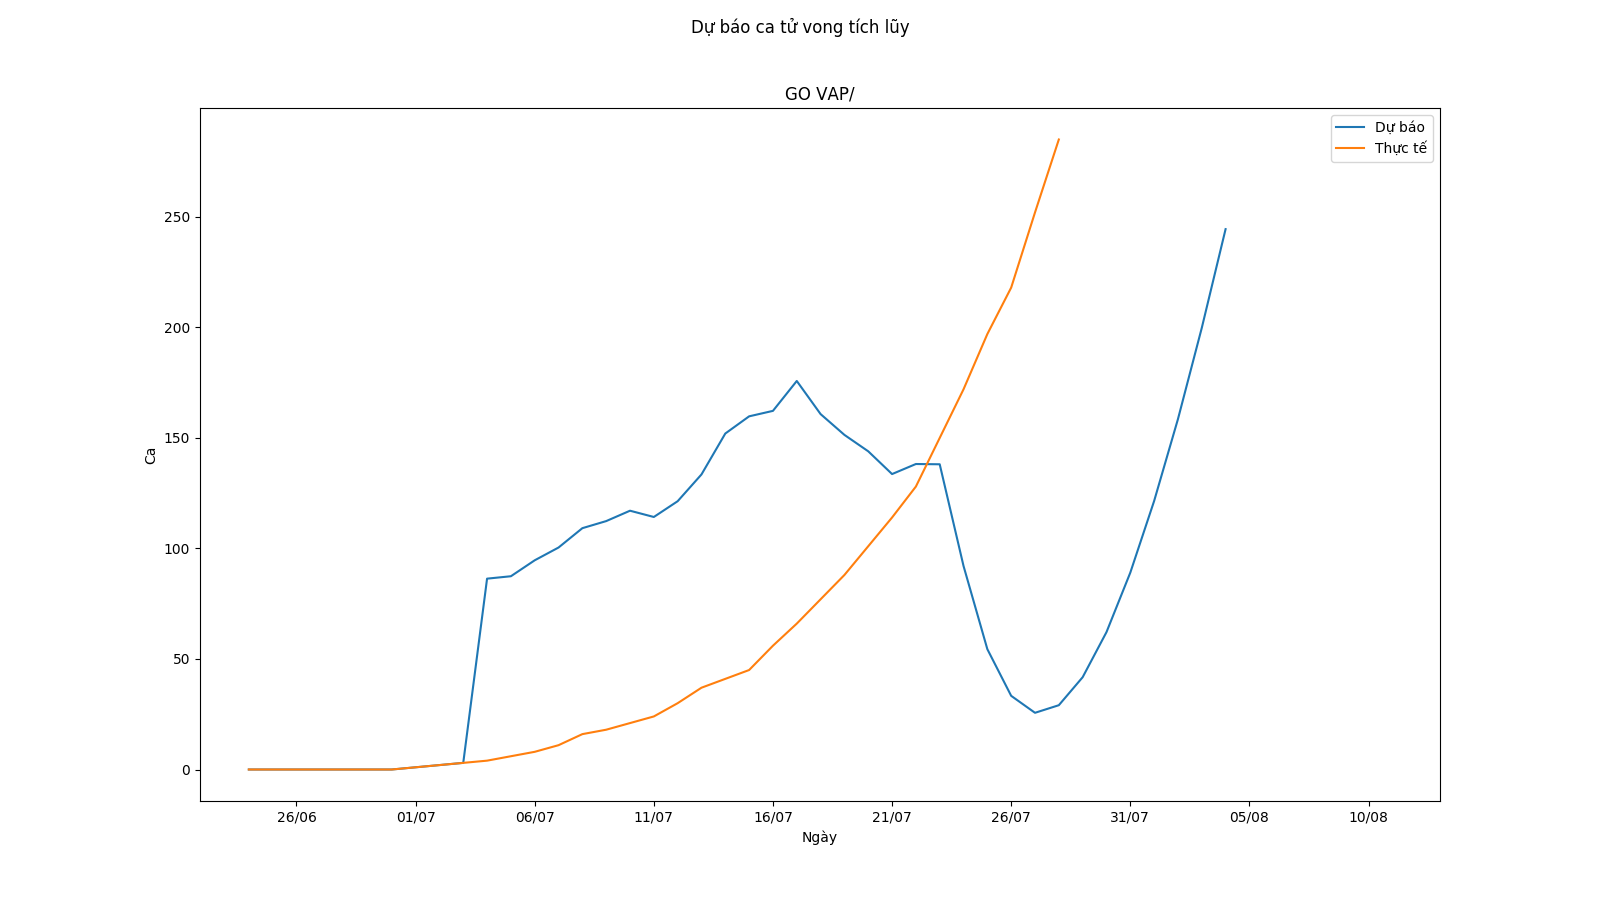 Dự báo ca tử vong tích lũy
GO VAP/
Dự báo
Thực tế
250
200
150
100
50
0
Ca
26/06 01/07 06/07 11/07 16/07 21/07 26/07 31/07 05/08 10/08
Ngày